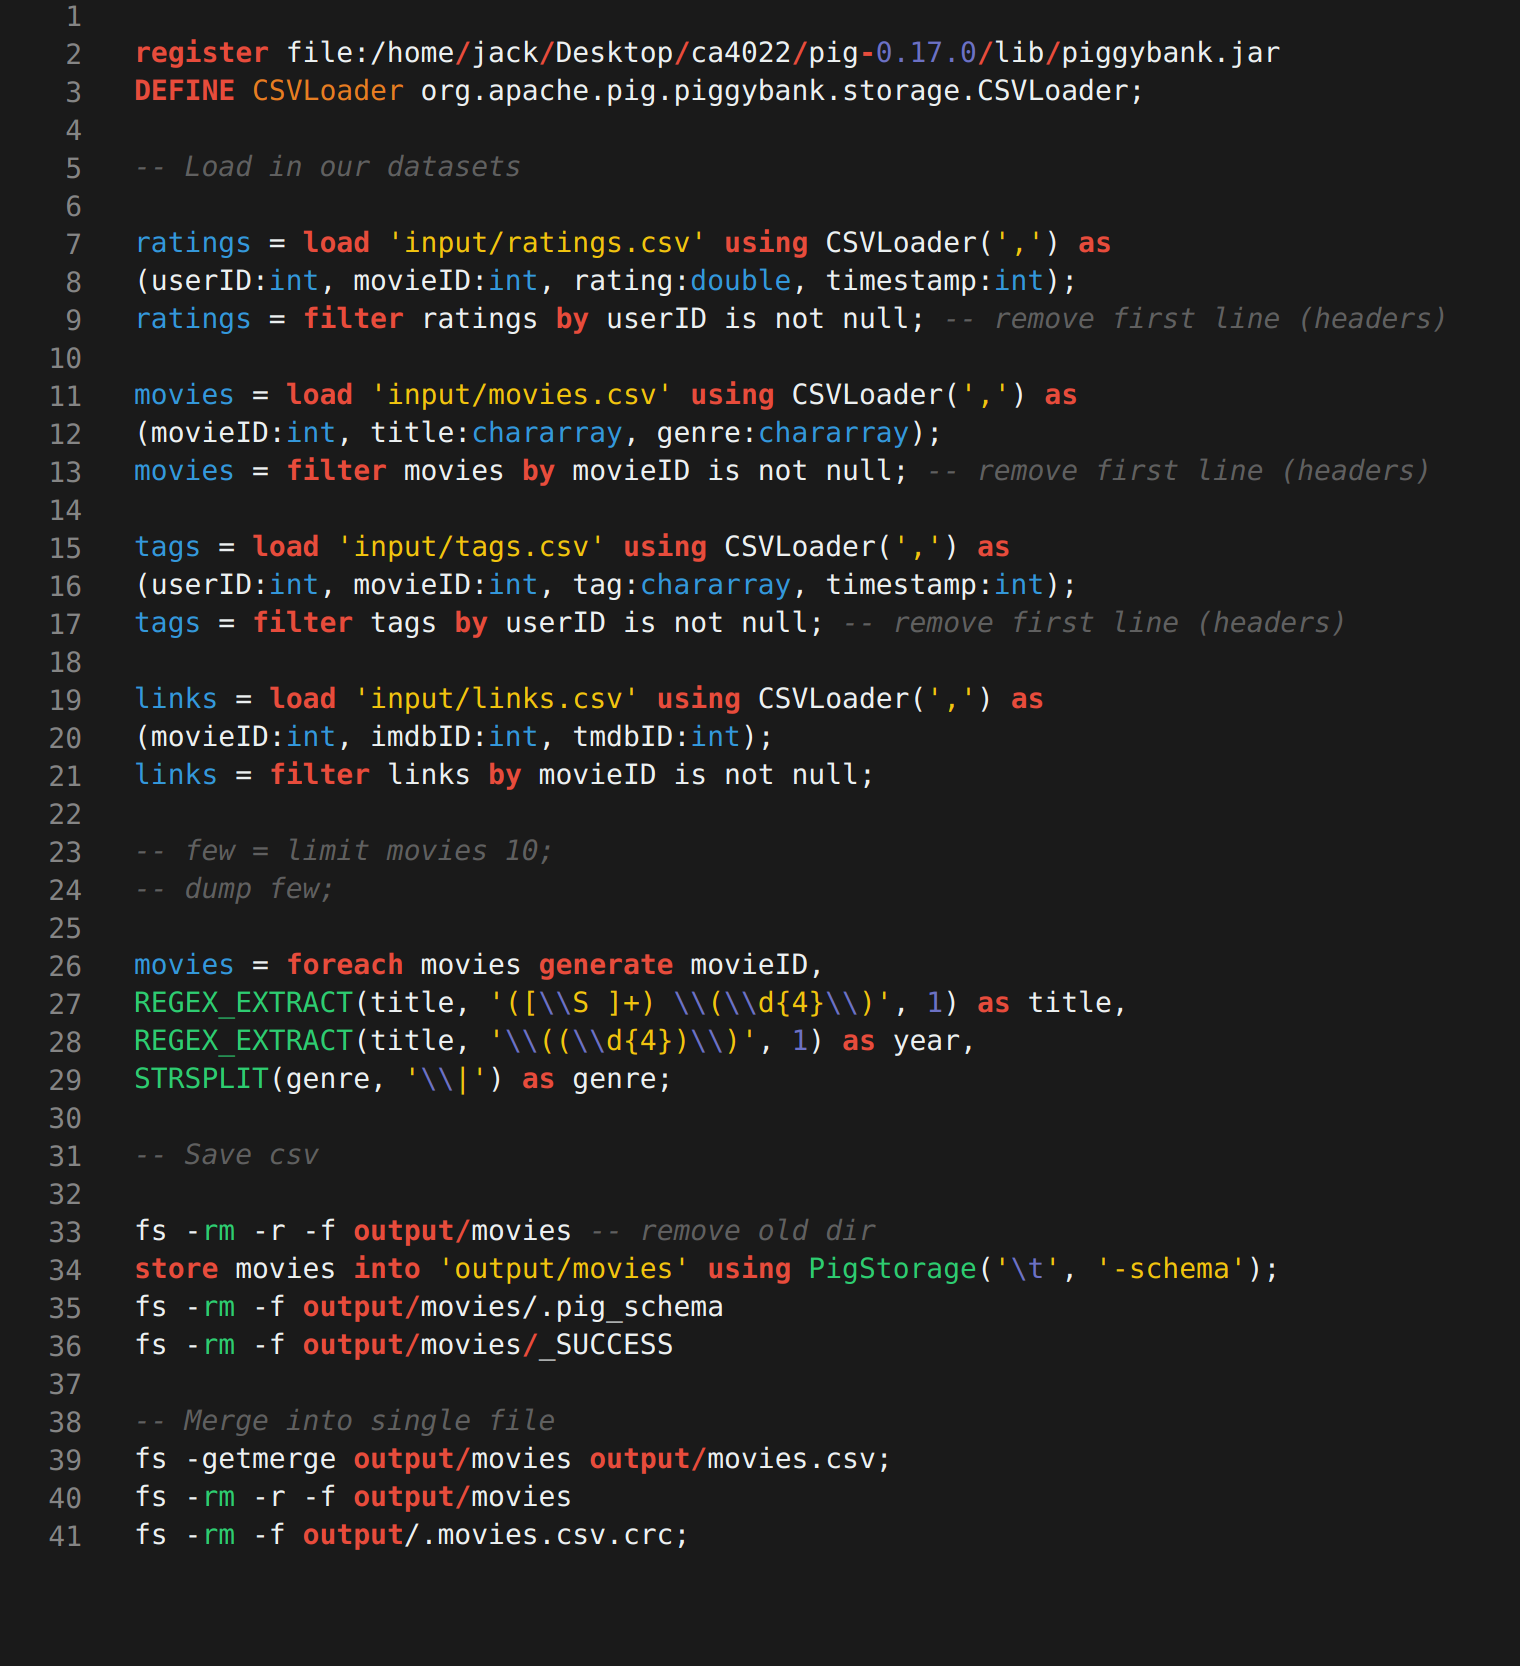 1
2 register file:/home/jack/Desktop/ca4022/pig-0.17.0/lib/piggybank.jar
3 DEFINE CSVLoader org.apache.pig.piggybank.storage.CSVLoader;
4
5 -- Load in our datasets
6
7 ratings = load 'input/ratings.csv' using CSVLoader(',') as
8 (userID:int, movieID:int, rating:double, timestamp:int);
9 ratings = filter ratings by userID is not null; -- remove first line (headers)
10
11 movies = load 'input/movies.csv' using CSVLoader(',') as
12 (movieID:int, title:chararray, genre:chararray);
13 movies = filter movies by movieID is not null; -- remove first line (headers)
14
15 tags = load 'input/tags.csv' using CSVLoader(',') as
16 (userID:int, movieID:int, tag:chararray, timestamp:int);
17 tags = filter tags by userID is not null; -- remove first line (headers)
18
19 links = load 'input/links.csv' using CSVLoader(',') as
20 (movieID:int, imdbID:int, tmdbID:int);
21 links = filter links by movieID is not null;
22
23 -- few = limit movies 10;
24 -- dump few;
25
26 movies = foreach movies generate movieID,
27 REGEX_EXTRACT(title, '([\\S ]+) \\(\\d{4}\\)', 1) as title,
28 REGEX_EXTRACT(title, '\\((\\d{4})\\)', 1) as year,
29 STRSPLIT(genre, '\\|') as genre;
30
31 -- Save csv
32
33 fs -rm -r -f output/movies -- remove old dir
34 store movies into 'output/movies' using PigStorage('\t', '-schema');
35 fs -rm -f output/movies/.pig_schema
36 fs -rm -f output/movies/_SUCCESS
37
38 -- Merge into single file
39 fs -getmerge output/movies output/movies.csv;
40 fs -rm -r -f output/movies
41 fs -rm -f output/.movies.csv.crc;